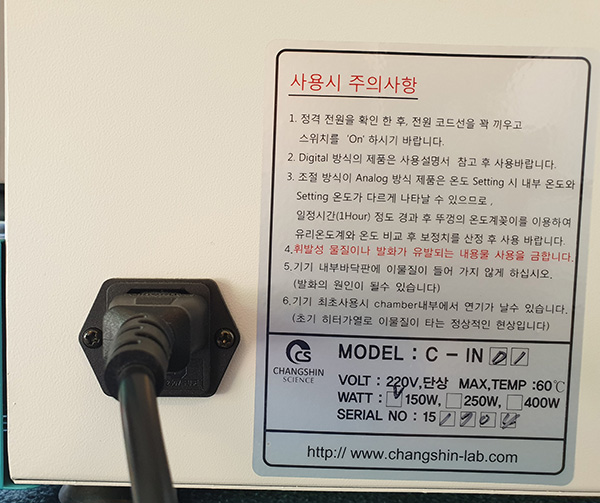 사용시 주의사항
1. 정격 전원을 확인 한 후, 전원 코드선을 꽉 끼우고
스위치를 'On' 하시기 바랍니다.
2. Digital 방식의 제품은 사용설명서 참고 후 사용바랍니다.
3. 조절 방식이 Analog 방식 제품은 온도 Setting 시 내부 온도와
Setting 온도가 다르게 나타날 수 있으므로,
일정시간(1Hour) 정도 경과 후 뚜껑의 온도계꽂이를 이용하여
유리온도계와 온도 비교 후 보정치를 산정 후 사용 바랍니다.
4.휘발성 물질이나 발화가 유발되는 내용물 사용을 금합니다.
5.기기 내부바닥판에 이물질이 들어 가지 않게 하십시오.
(발화의 원인이 될수 있습니다)
6.기기 최초사용시 chamber내부에서 연기가 날수 있습니다.
(초기 히터가열로 이물질이 타는 정상적인 현상입니다)
CS
CHANGSHIN
SCIENCE
MODEL : C - IN
VOLT : 220V,단상 MAX,TEMP :60℃
WATT : 150W, 250W, 400W
SERIAL NO : 15
http:// www.changshin-lab.com